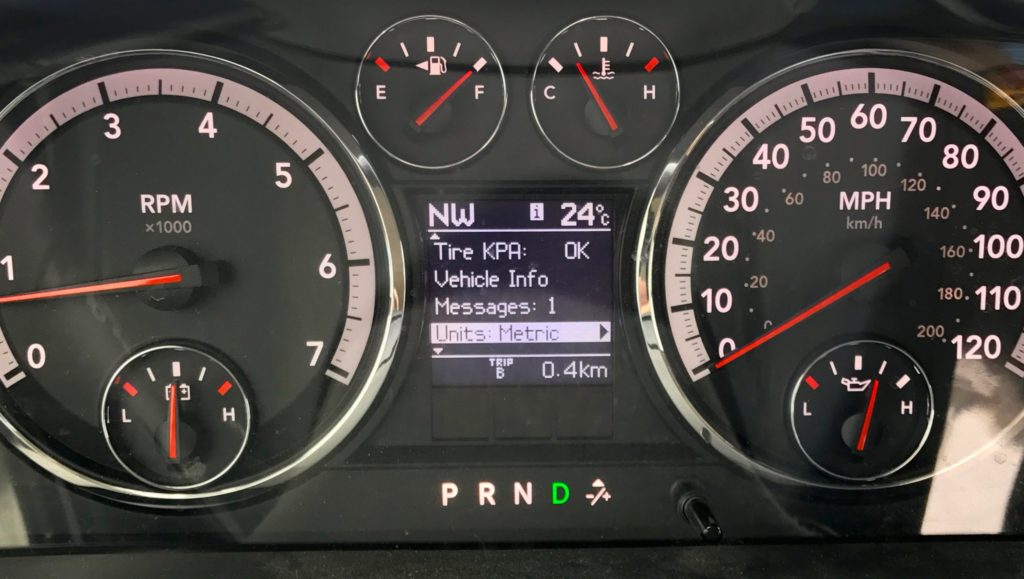 E F
C H
1
2
3
4
5
6
7
0
RPM
x1000
L H
NW i 24°C
Tire KPA: OK
Vehicle Info
Messages: 1
Units: Metric
TRIP
B 0.4km
P R N D
0
10
20
30
40
50
60
70
80
90
100
110
120
MPH
km/h
0
20
40
60
80
100
120
140
160
180
200
L H